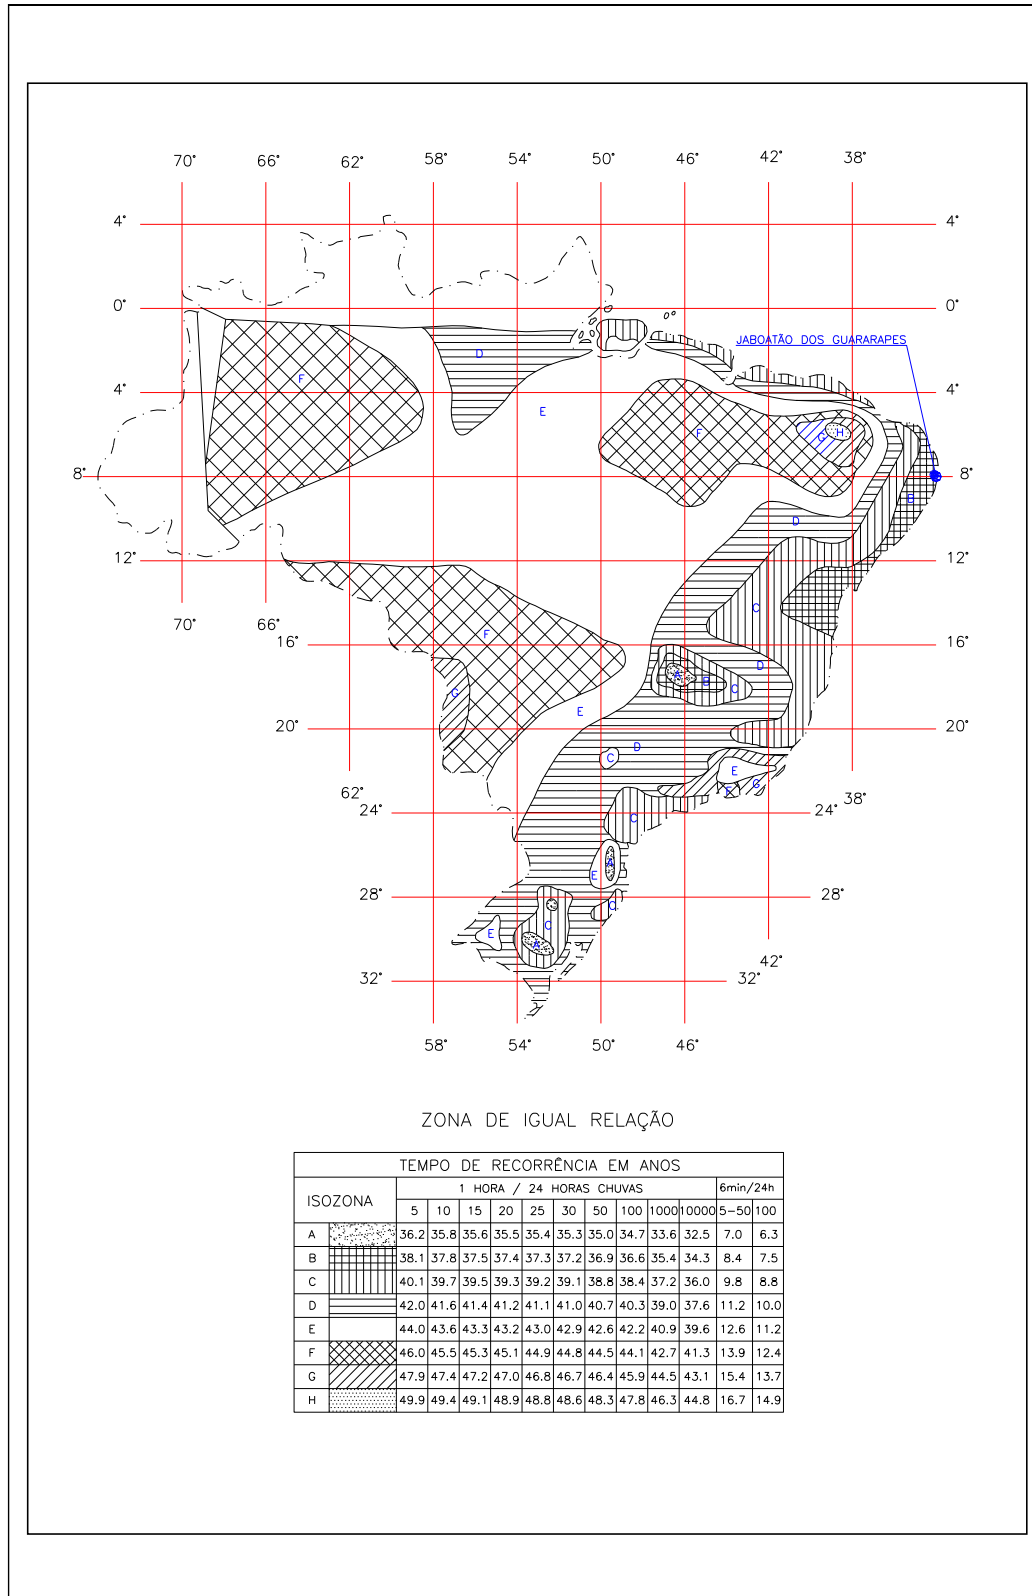 70° 66° 62° 58° 54° 50° 46° 42° 38°
4° 4°
0° 0°
JABOATÃO DOS GUARARAPES
D
F
4° 4°
E
F G H
8° 8°
B
D
12° 12°
C
70° 66°
F
16° 16°
D
A B C
G
E
20° 20°
D
C
E
F G
62° 38°
24° 24°
C
A
E
28° 28°
C
C
E
A
42°
32° 32°
58° 54° 50° 46°
ZONA DE IGUAL RELAÇÃO
TEMPO DE RECORRÊNCIA EM ANOS
ISOZONA 1 HORA / 24 HORAS CHUVAS 6min/24h
5 10 15 20 25 30 50 100 1000 10000 5-50 100
A 36.2 35.8 35.6 35.5 35.4 35.3 35.0 34.7 33.6 32.5 7.0 6.3
B 38.1 37.8 37.5 37.4 37.3 37.2 36.9 36.6 35.4 34.3 8.4 7.5
C 40.1 39.7 39.5 39.3 39.2 39.1 38.8 38.4 37.2 36.0 9.8 8.8
D 42.0 41.6 41.4 41.2 41.1 41.0 40.7 40.3 39.0 37.6 11.2 10.0
E 44.0 43.6 43.3 43.2 43.0 42.9 42.6 42.2 40.9 39.6 12.6 11.2
F 46.0 45.5 45.3 45.1 44.9 44.8 44.5 44.1 42.7 41.3 13.9 12.4
G 47.9 47.4 47.2 47.0 46.8 46.7 46.4 45.9 44.5 43.1 15.4 13.7
H 49.9 49.4 49.1 48.9 48.8 48.6 48.3 47.8 46.3 44.8 16.7 14.9